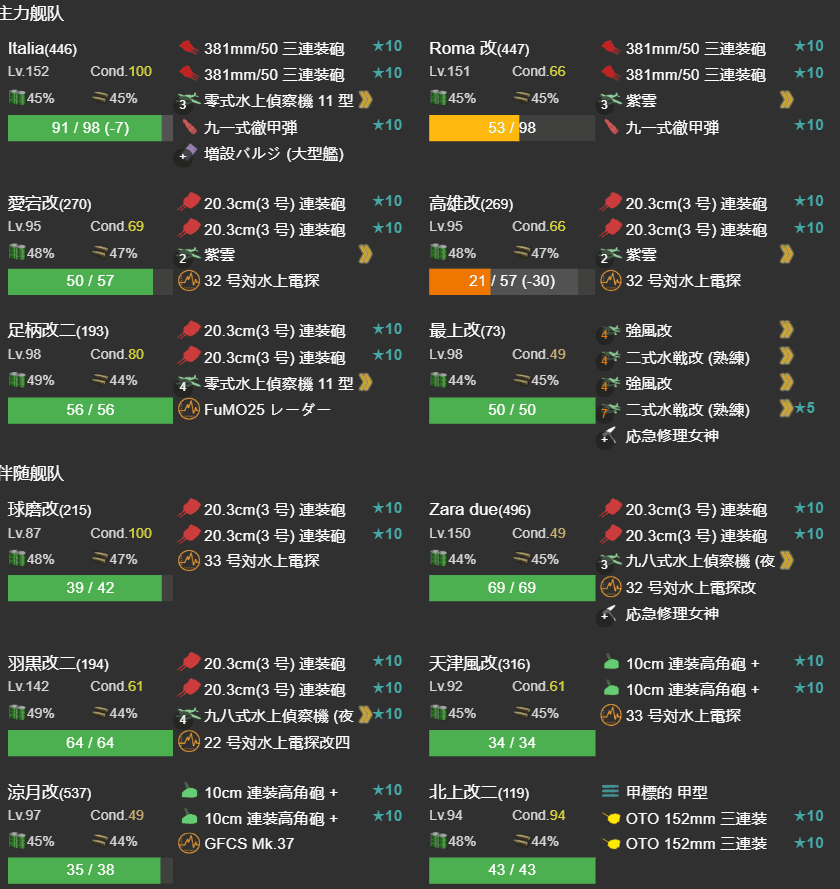 主力舰队
Italia(446)
Lv.152 Cond.100
45% 45%
91 / 98 (-7)
381mm/50 三連装砲 ★10
381mm/50 三連装砲 ★10
3 零式水上偵察機 11 型
九一式徹甲弾 ★10
+ 増設バルジ (大型艦)
Roma 改(447)
Lv.151 Cond.66
45% 45%
53 / 98
381mm/50 三連装砲 ★10
381mm/50 三連装砲 ★10
3 紫雲
九一式徹甲弾 ★10
愛宕改(270)
Lv.95 Cond.69
48% 47%
50 / 57
20.3cm(3 号) 連装砲 ★10
20.3cm(3 号) 連装砲 ★10
2 紫雲
32 号対水上電探
高雄改(269)
Lv.95 Cond.66
48% 47%
21 / 57 (-30)
20.3cm(3 号) 連装砲 ★10
20.3cm(3 号) 連装砲 ★10
2 紫雲
32 号対水上電探
足柄改二(193)
Lv.98 Cond.80
49% 44%
56 / 56
20.3cm(3 号) 連装砲 ★10
20.3cm(3 号) 連装砲 ★10
4 零式水上偵察機 11 型
FuMO25 レーダー
最上改(73)
Lv.98 Cond.49
44% 45%
50 / 50
4 強風改
4 二式水戦改 (熟練)
4 強風改
7 二式水戦改 (熟練) ★5
+ 応急修理女神
伴随舰队
球磨改(215)
Lv.87 Cond.100
48% 47%
39 / 42
20.3cm(3 号) 連装砲 ★10
20.3cm(3 号) 連装砲 ★10
33 号対水上電探
Zara due(496)
Lv.150 Cond.49
44% 45%
69 / 69
20.3cm(3 号) 連装砲 ★10
20.3cm(3 号) 連装砲 ★10
3 九八式水上偵察機 (夜
32 号対水上電探改
+ 応急修理女神
羽黒改二(194)
Lv.142 Cond.61
49% 44%
64 / 64
20.3cm(3 号) 連装砲 ★10
20.3cm(3 号) 連装砲 ★10
4 九八式水上偵察機 (夜 ★10
22 号対水上電探改四
天津風改(316)
Lv.92 Cond.61
45% 45%
34 / 34
10cm 連装高角砲 + ★10
10cm 連装高角砲 + ★10
33 号対水上電探
涼月改(537)
Lv.97 Cond.49
45% 44%
35 / 38
10cm 連装高角砲 + ★10
10cm 連装高角砲 + ★10
GFCS Mk.37
北上改二(119)
Lv.94 Cond.94
48% 44%
43 / 43
甲標的 甲型
OTO 152mm 三連装 ★10
OTO 152mm 三連装 ★10